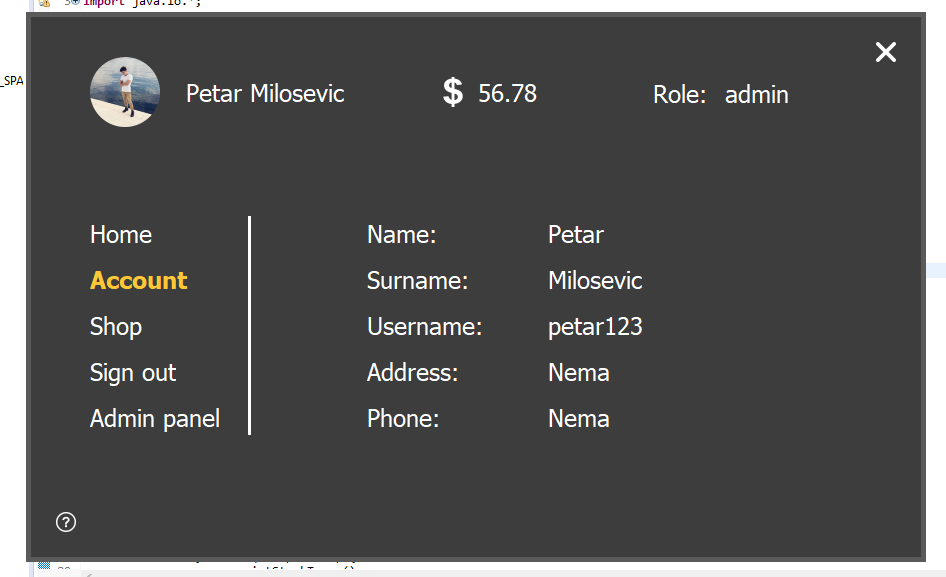 import java.io.*;
_SPA
Petar Milosevic
$ 56.78
Role: admin
Home
Account
Shop
Sign out
Admin panel
Name: Petar
Surname: Milosevic
Username: petar123
Address: Nema
Phone: Nema
?